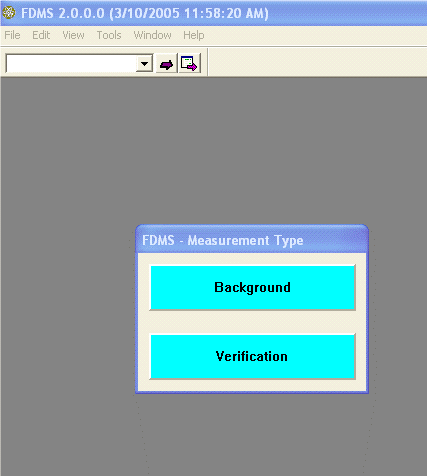 FDMS 2.0.0.0 (3/10/2005 11:58:20 AM)
File Edit View Tools Window Help
FDMS - Measurement Type
Background
Verification